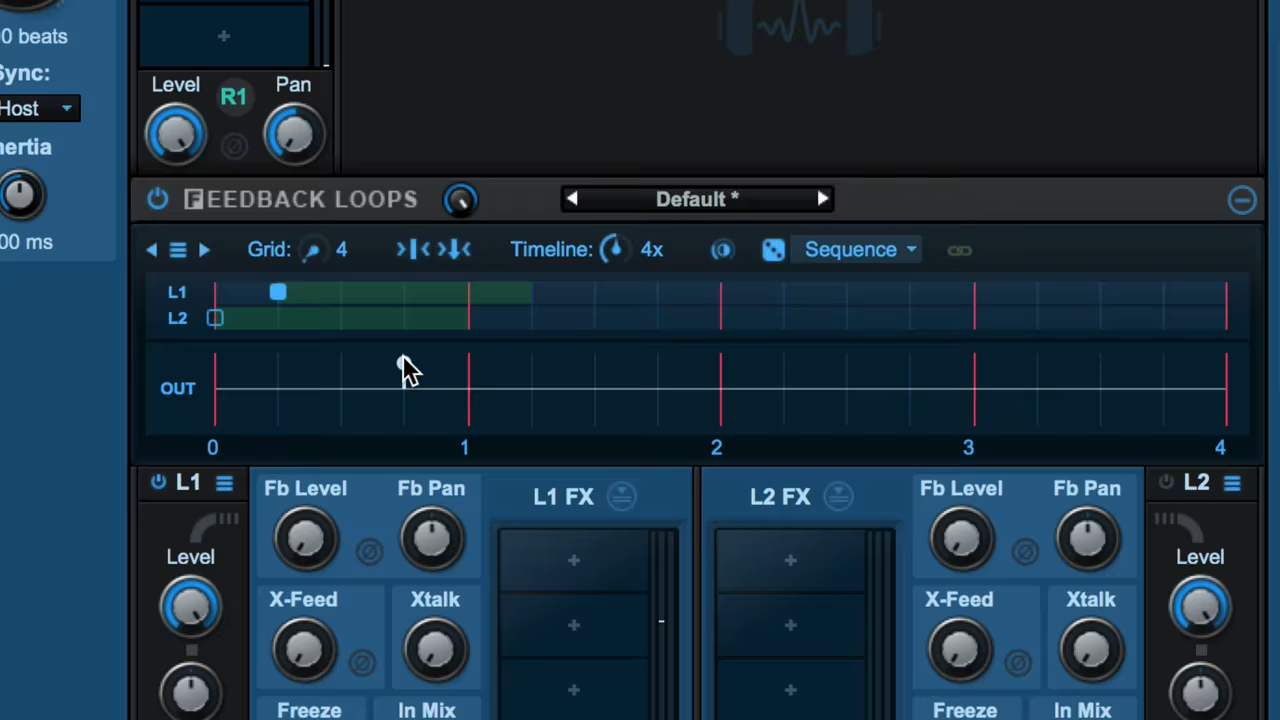 0 beats
Sync:
Host
nertia
00 ms
Level
R1
Pan
FEEDBACK LOOPS
Default *
Grid:
4
Timeline:
4x
Sequence
L1
L2
OUT
0
1
2
3
4
L1
Fb Level
Fb Pan
L1 FX
L2 FX
Fb Level
Fb Pan
L2
Level
X-Feed
Xtalk
X-Feed
Xtalk
Level
Freeze
In Mix
Freeze
In Mix